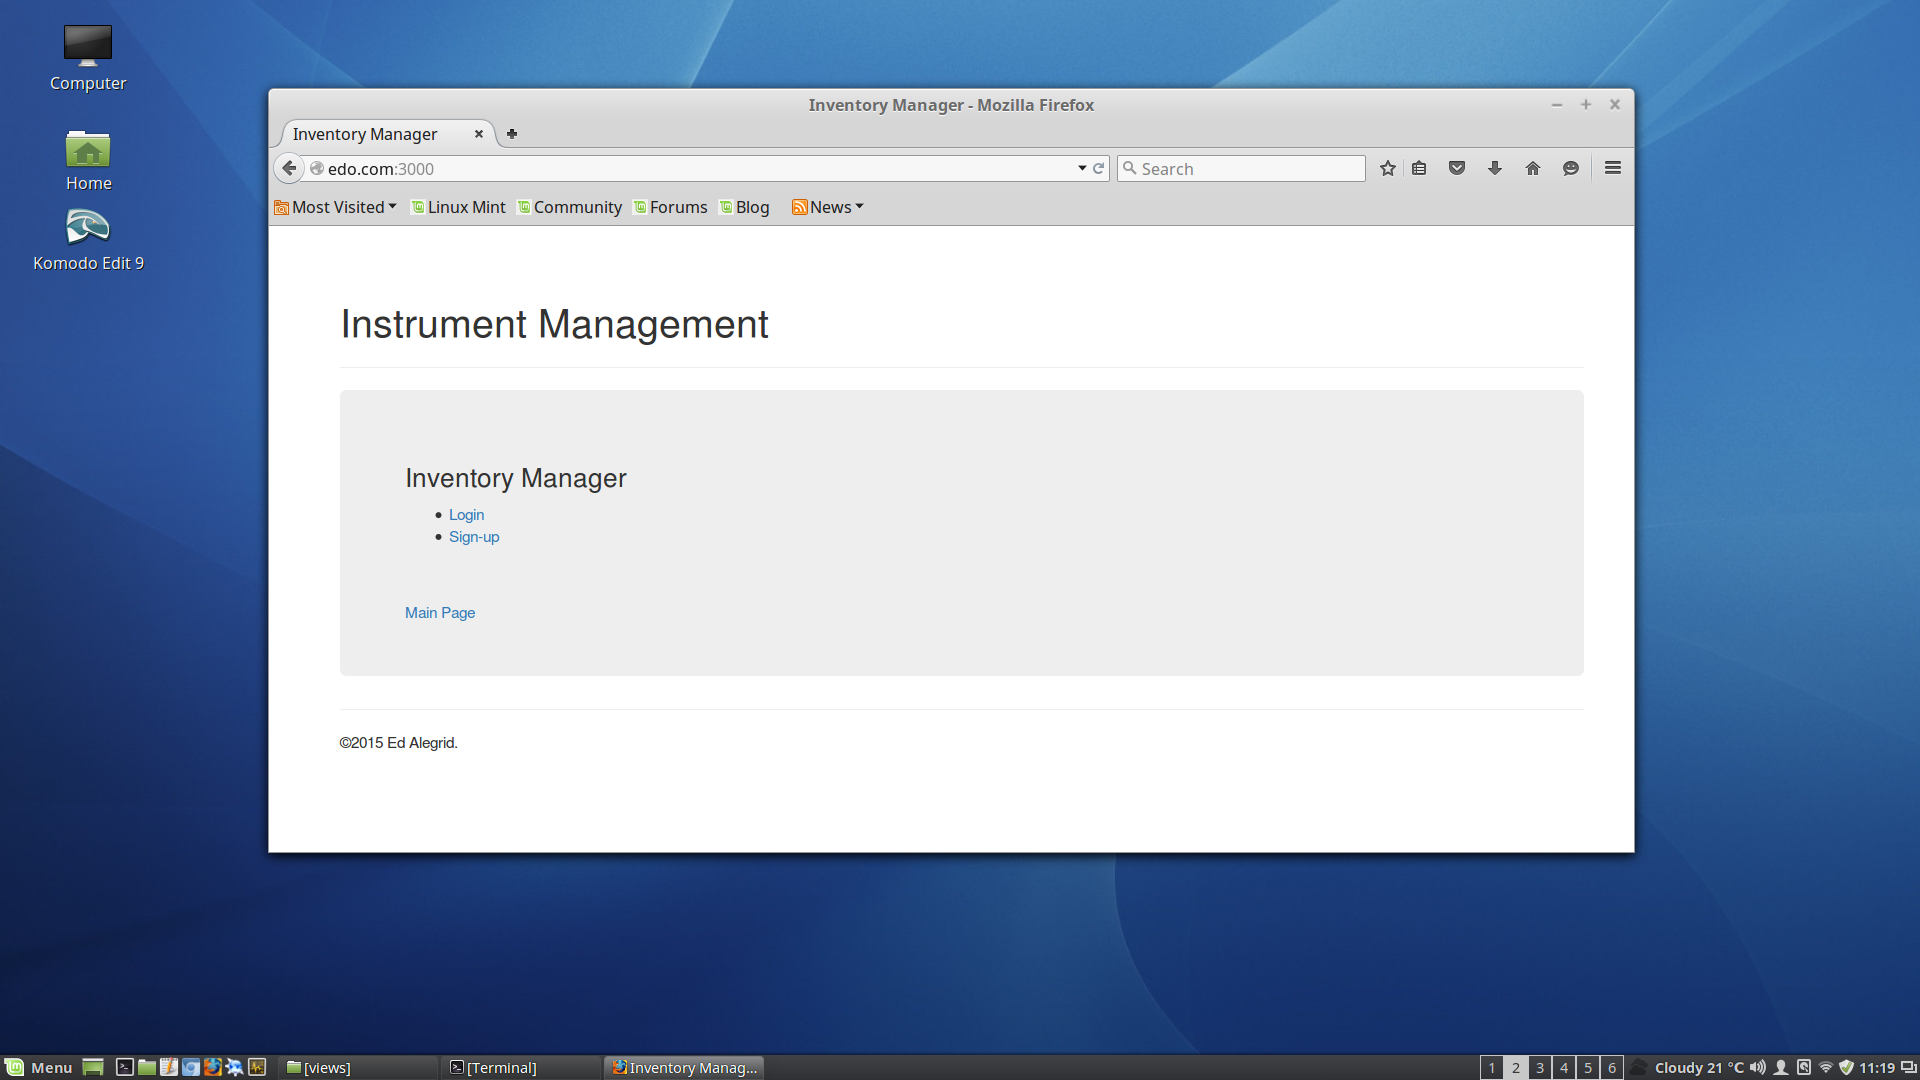 Computer
Home
Komodo Edit 9
Inventory Manager - Mozilla Firefox
Inventory Manager
edo.com:3000
Search
Most Visited Linux Mint Community Forums Blog News
Instrument Management
Inventory Manager
Login
Sign-up
Main Page
©2015 Ed Alegrid.
Menu [views] [Terminal] Inventory Manag... 1 2 3 4 5 6 Cloudy 21 °C 11:19